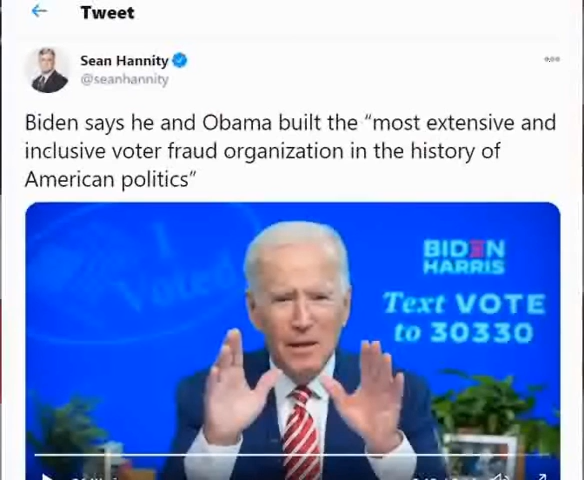 Tweet
Sean Hannity
@seanhannity
Biden says he and Obama built the “most extensive and
inclusive voter fraud organization in the history of
American politics”
I
Voted
BIDEN
HARRIS
Text VOTE
to 30330